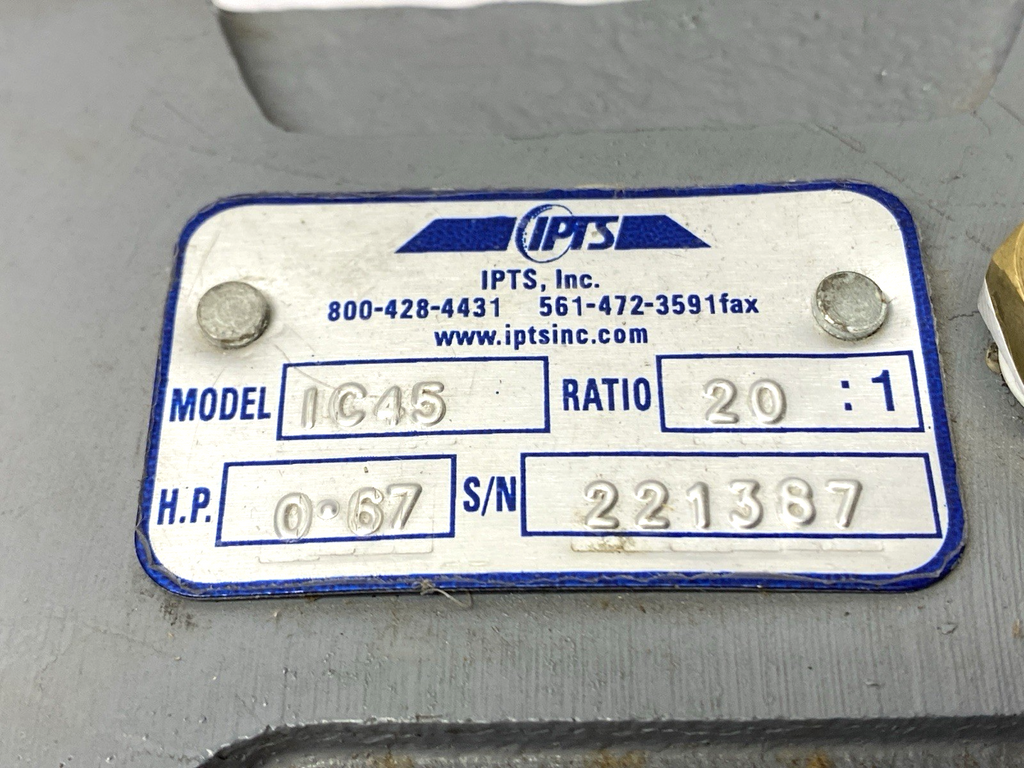 IPTS
IPTS, Inc.
800-428-4431 561-472-3591fax
www.iptsinc.com
MODEL IC45 RATIO 20 :1
H.P. 0.67 S/N 221387